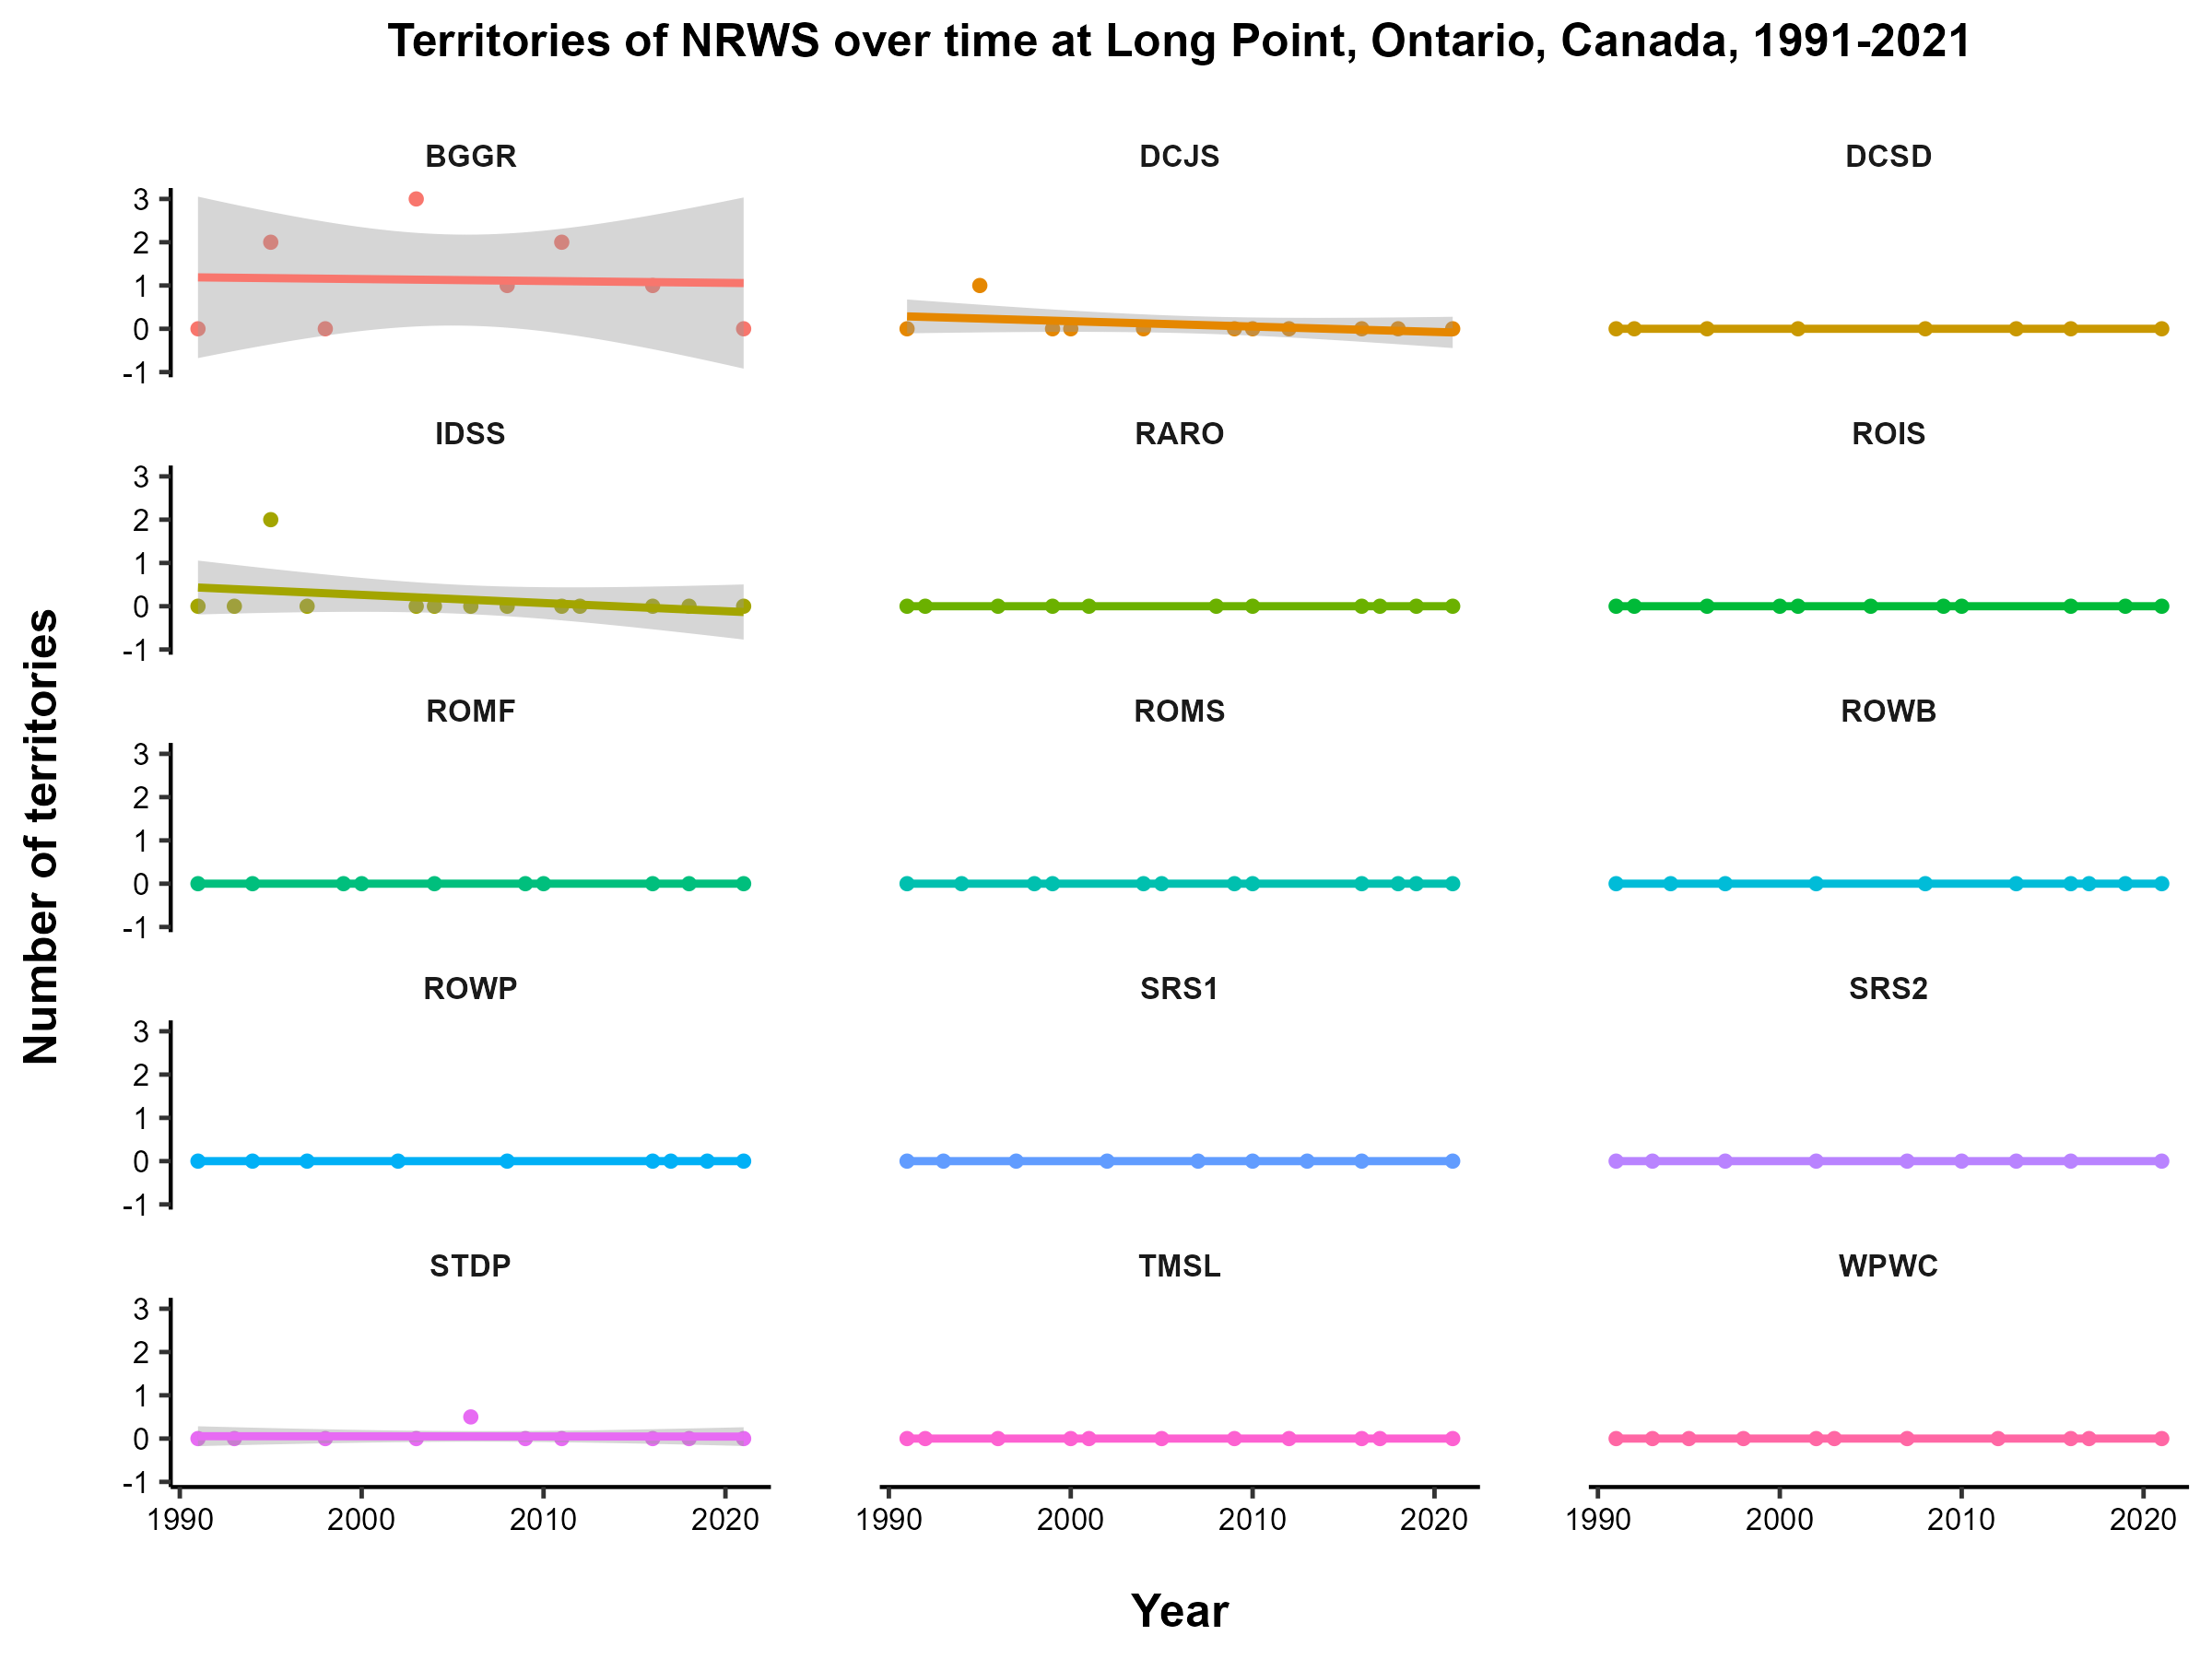 Territories of NRWS over time at Long Point, Ontario, Canada, 1991-2021
BGGR DCJS DCSD
3
2
1
0
-1
IDSS RARO ROIS
3
2
1
0
-1
ROMF ROMS ROWB
3
2
1
0
-1
ROWP SRS1 SRS2
3
2
1
0
-1
STDP TMSL WPWC
3
2
1
0
-1
1990 2000 2010 2020 1990 2000 2010 2020 1990 2000 2010 2020
Number of territories
Year